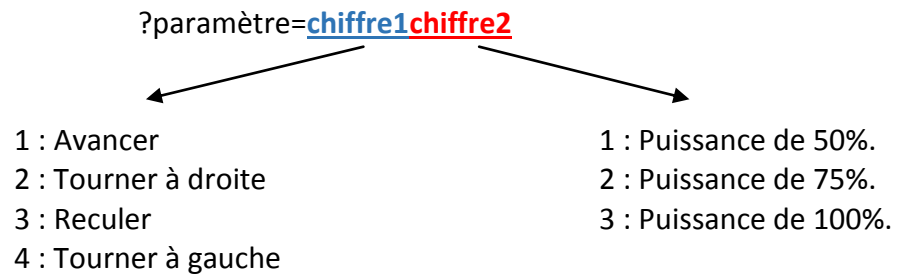 ?paramètre=chiffre1chiffre2
1 : Avancer
2 : Tourner à droite
3 : Reculer
4 : Tourner à gauche
1 : Puissance de 50%.
2 : Puissance de 75%.
3 : Puissance de 100%.